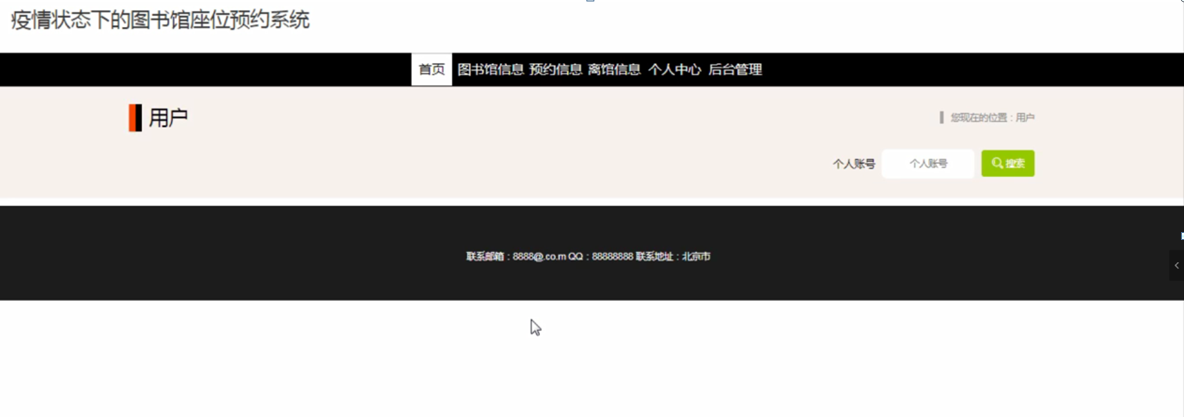 疫情状态下的图书馆座位预约系统
首页 图书馆信息 预约信息 离馆信息 个人中心 后台管理
用户
您现在的位置：用户
个人账号 个人账号 搜索
联系邮箱：8888@.co.m QQ：88888888 联系地址：北京市